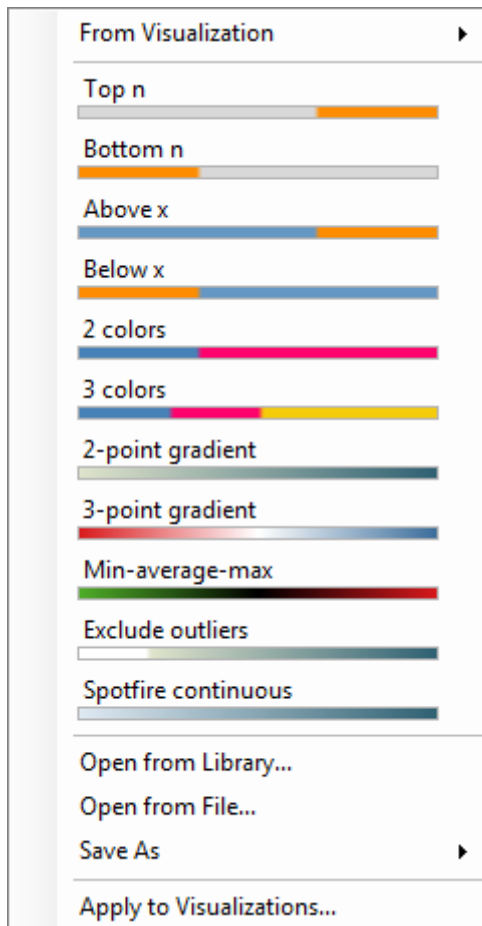 From Visualization
Top n
Bottom n
Above x
Below x
2 colors
3 colors
2-point gradient
3-point gradient
Min-average-max
Exclude outliers
Spotfire continuous
Open from Library...
Open from File...
Save As
Apply to Visualizations...